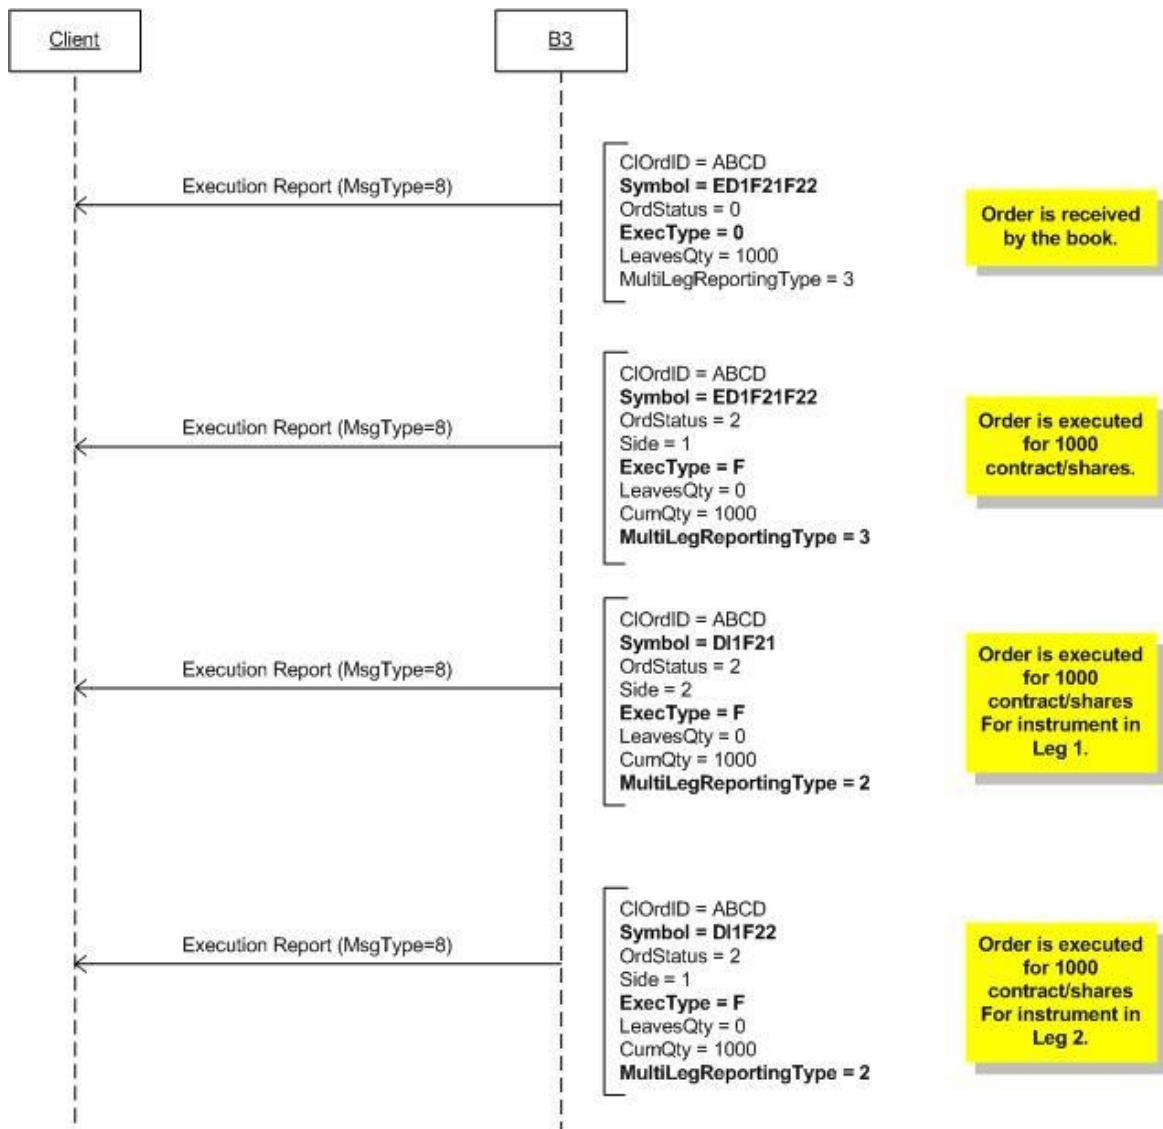 Client
B3
Execution Report (MsgType=8)
ClOrdID = ABCD
Symbol = ED1F21F22
OrdStatus = 0
ExecType = 0
LeavesQty = 1000
MultiLegReportingType = 3
Order is received
by the book.
Execution Report (MsgType=8)
ClOrdID = ABCD
Symbol = ED1F21F22
OrdStatus = 2
Side = 1
ExecType = F
LeavesQty = 0
CumQty = 1000
MultiLegReportingType = 3
Order is executed
for 1000
contract/shares.
Execution Report (MsgType=8)
ClOrdID = ABCD
Symbol = DI1F21
OrdStatus = 2
Side = 2
ExecType = F
LeavesQty = 0
CumQty = 1000
MultiLegReportingType = 2
Order is executed
for 1000
contract/shares
For instrument in
Leg 1.
Execution Report (MsgType=8)
ClOrdID = ABCD
Symbol = DI1F22
OrdStatus = 2
Side = 1
ExecType = F
LeavesQty = 0
CumQty = 1000
MultiLegReportingType = 2
Order is executed
for 1000
contract/shares
For instrument in
Leg 2.